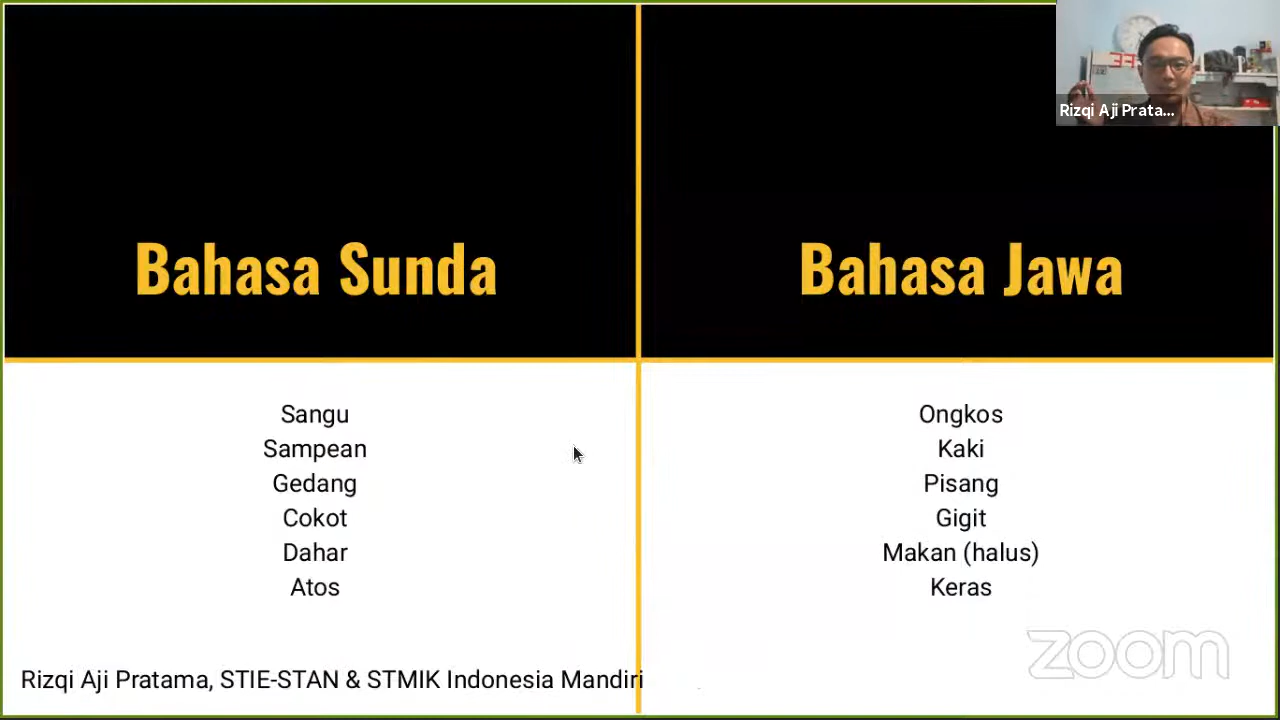 Rizqi Aji Prata...
Bahasa Sunda
Bahasa Jawa
Sangu
Sampean
Gedang
Cokot
Dahar
Atos
Ongkos
Kaki
Pisang
Gigit
Makan (halus)
Keras
Rizqi Aji Pratama, STIE-STAN & STMIK Indonesia Mandiri
zoom